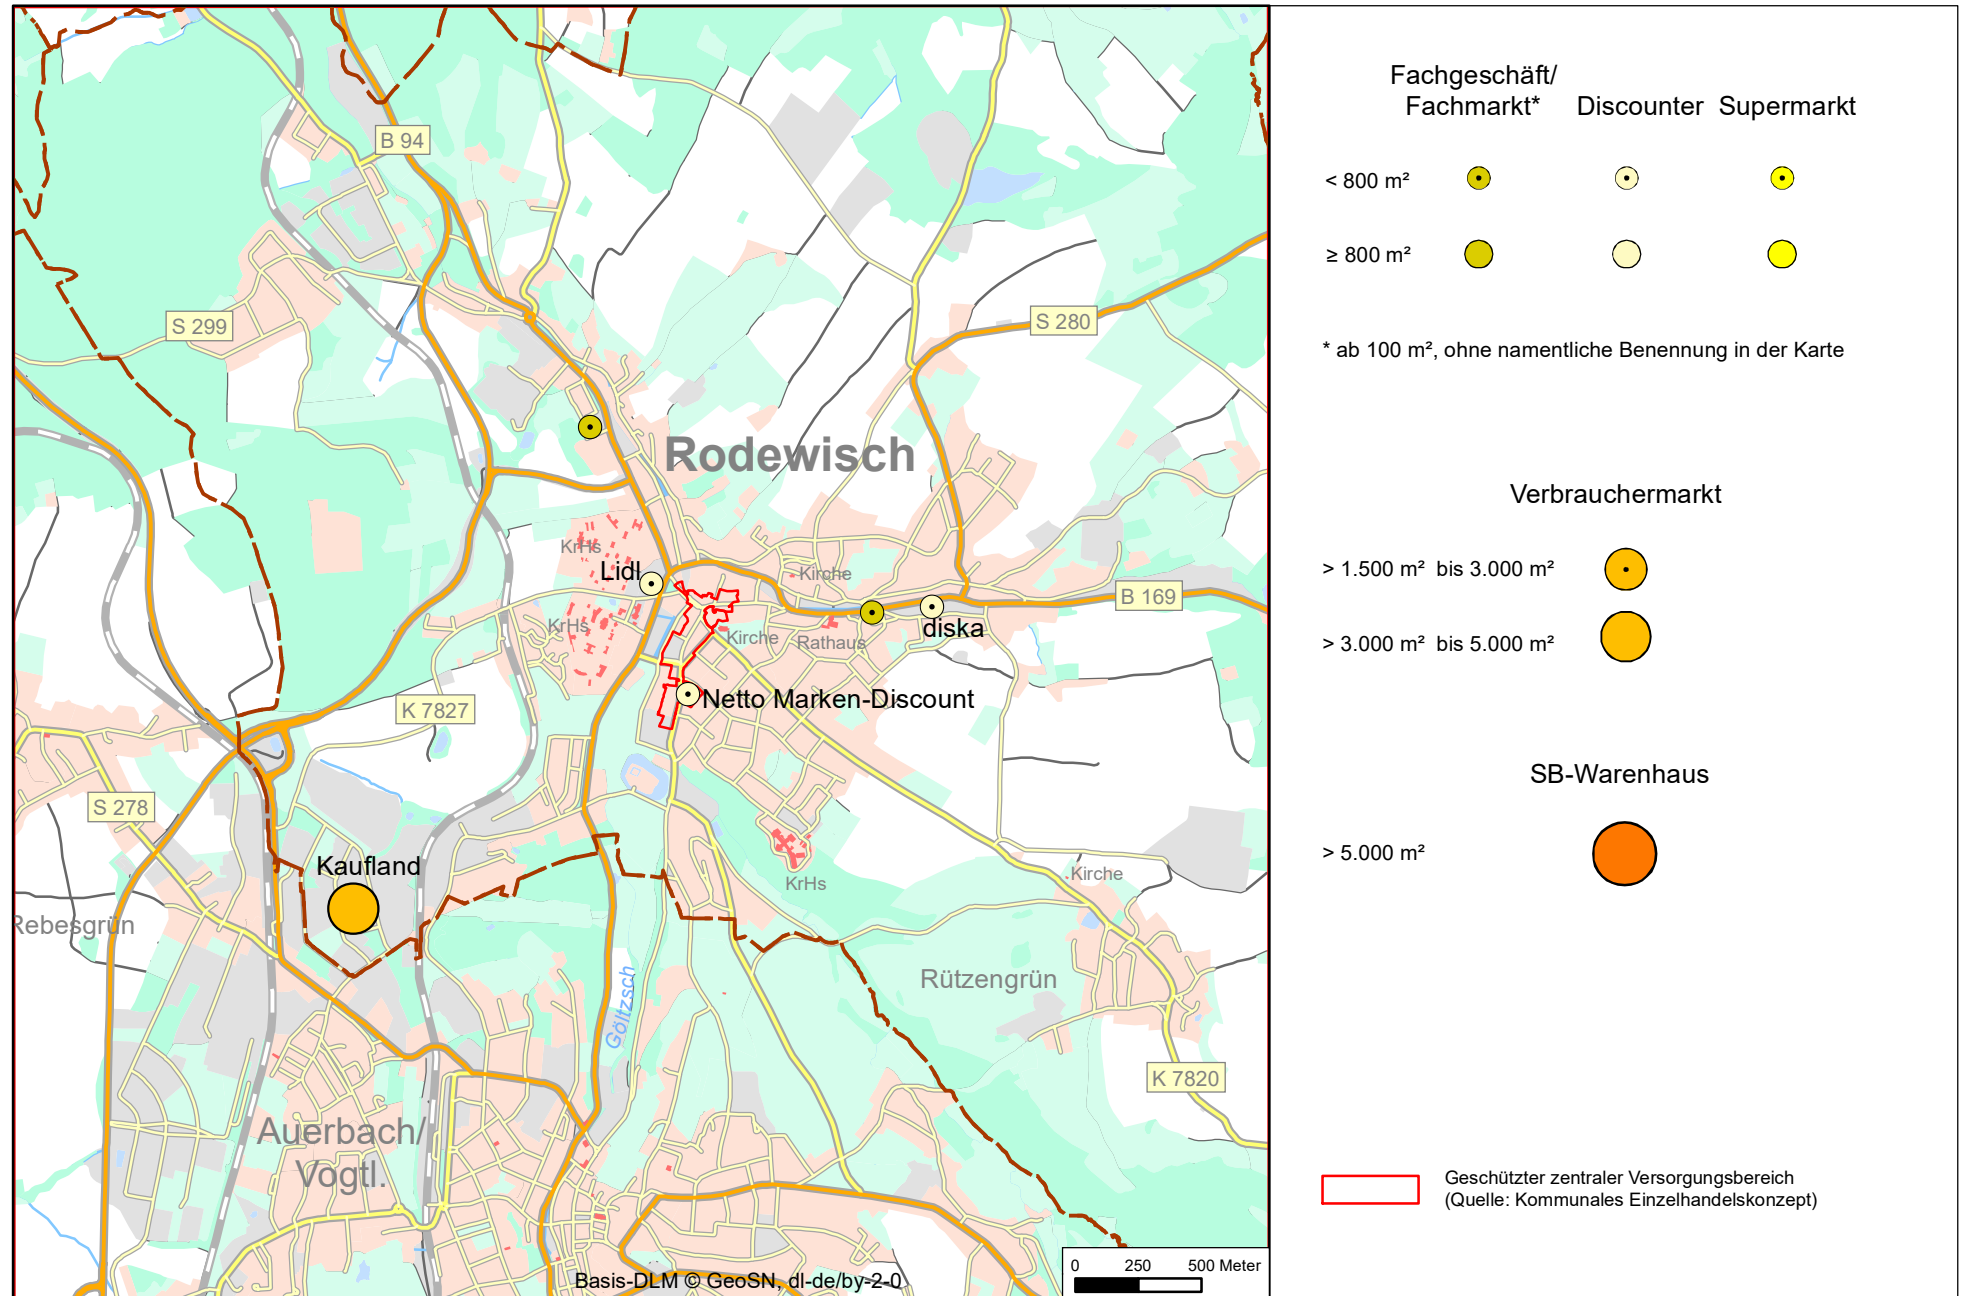 B 94
S 299
S 280
Rodewisch
KrHs
Lidl
Kirche
B 169
KrHs
Kirche
Rathaus
diska
Netto Marken-Discount
K 7827
S 278
Kaufland
KrHs
Kirche
Rebesgrün
Rützengrün
Göltzsch
K 7820
Auerbach/
Vogtl.
Basis-DLM © GeoSN, dl-de/by-2-0
0 250 500 Meter
Fachgeschäft/
Fachmarkt* Discounter Supermarkt
< 800 m²
≥ 800 m²
* ab 100 m², ohne namentliche Benennung in der Karte
Verbrauchermarkt
> 1.500 m² bis 3.000 m²
> 3.000 m² bis 5.000 m²
SB-Warenhaus
> 5.000 m²
Geschützter zentraler Versorgungsbereich
(Quelle: Kommunales Einzelhandelskonzept)